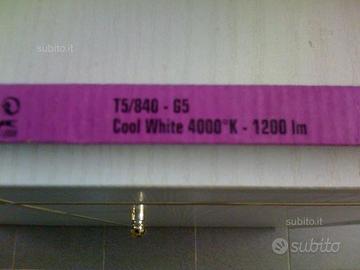 subito.it
T5/840 - G5
Cool White 4000°K - 1200 lm
subito.it
subito